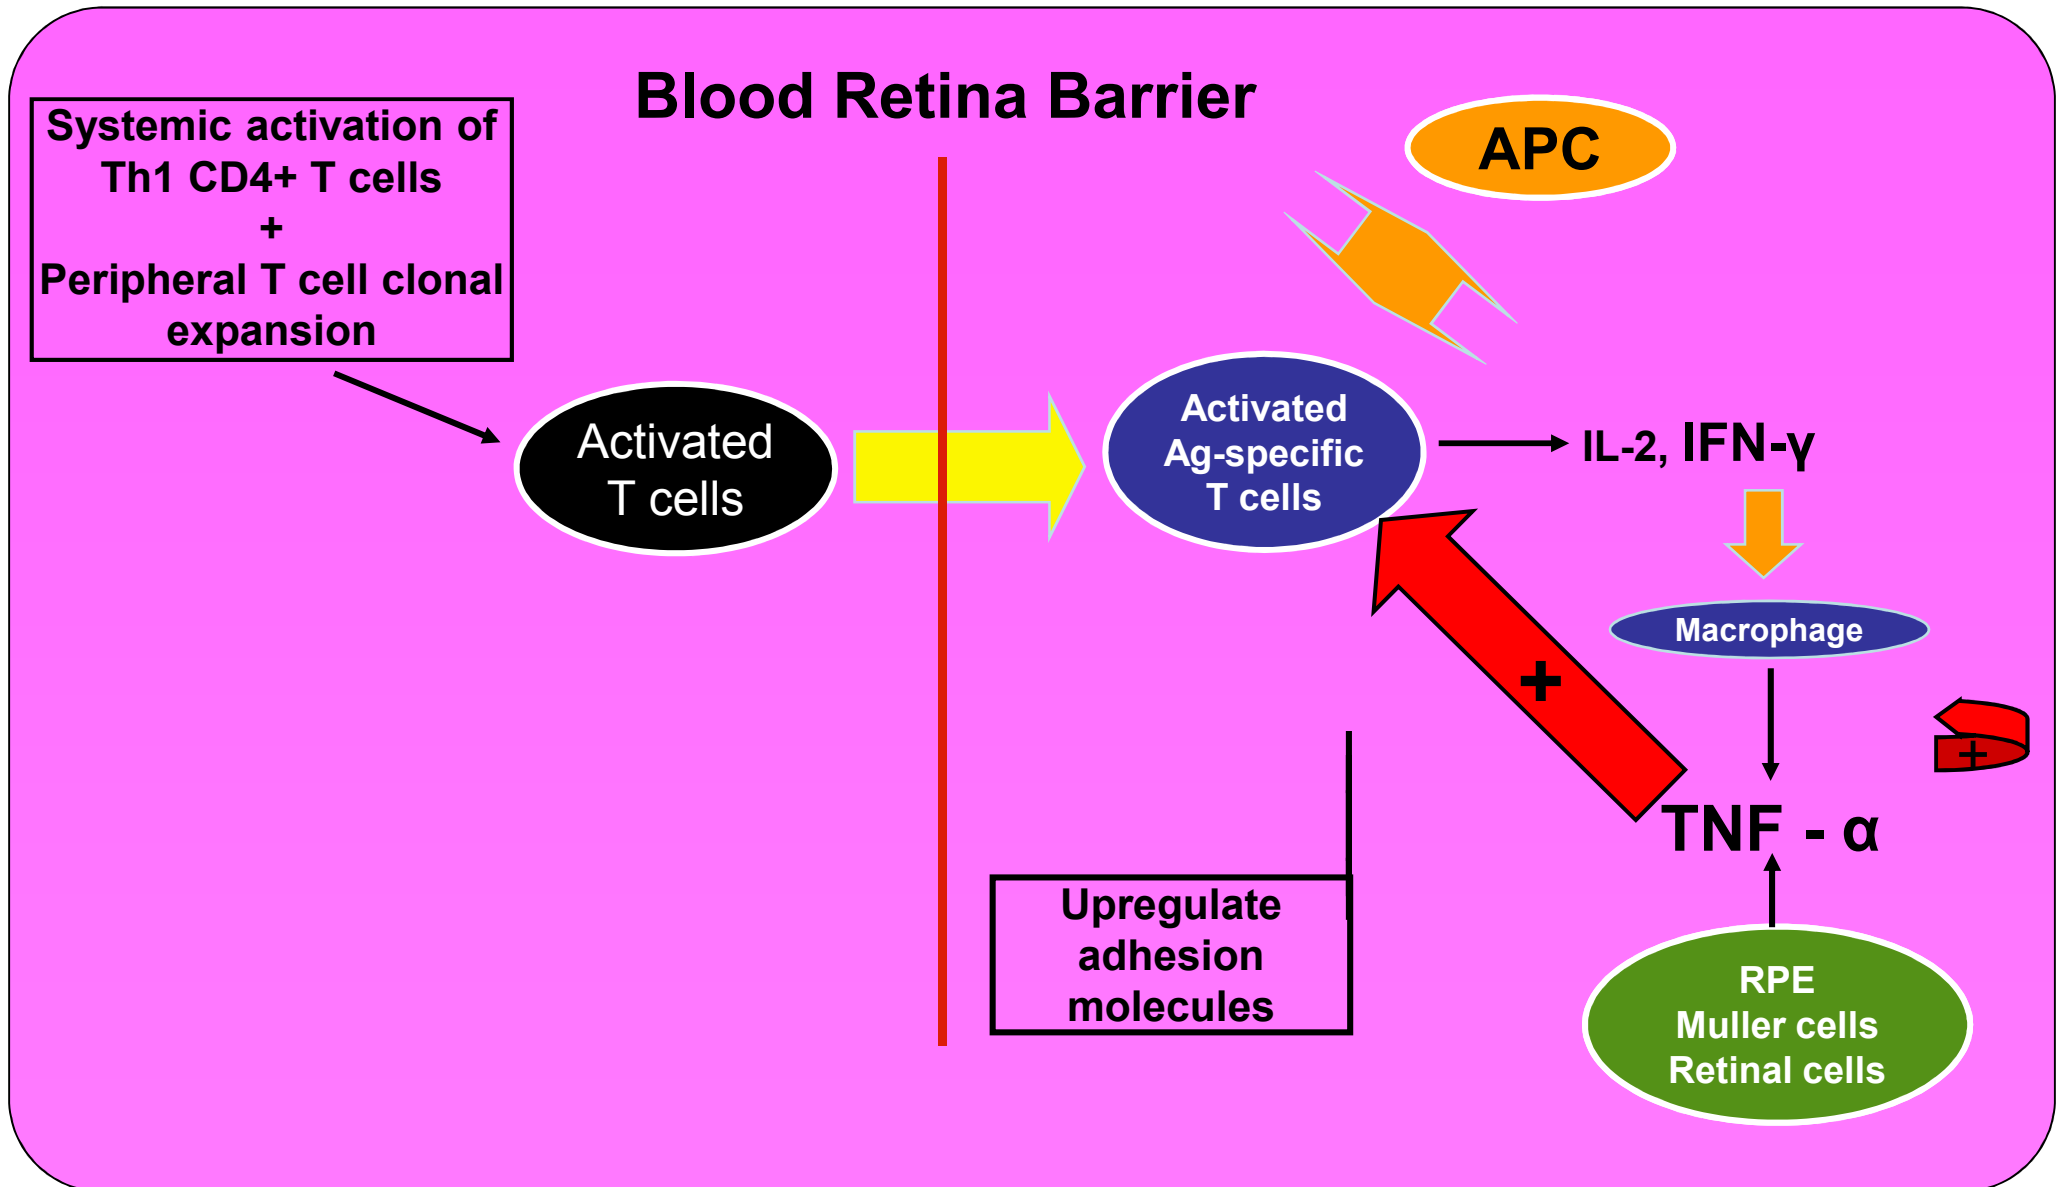 Blood Retina Barrier
Systemic activation of
Th1 CD4+ T cells
+
Peripheral T cell clonal
expansion
APC
Activated
T cells
Activated
Ag-specific
T cells
IL-2, IFN-γ
Macrophage
+
+
TNF - α
Upregulate
adhesion
molecules
RPE
Muller cells
Retinal cells